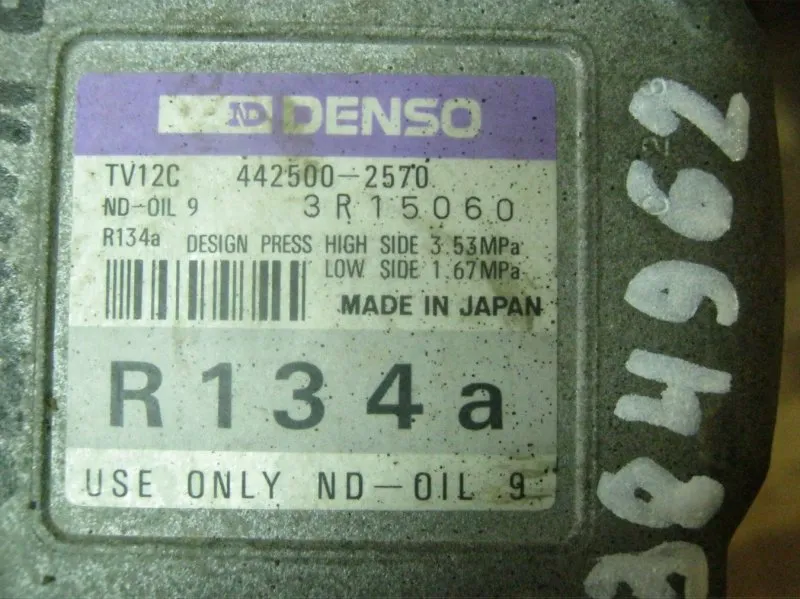 ND DENSO
TV12C 442500-2570
ND-OIL 9 3R15060
R134a DESIGN PRESS HIGH SIDE 3.53MPa
LOW SIDE 1.67MPa
MADE IN JAPAN
R134a
USE ONLY ND-OIL 9